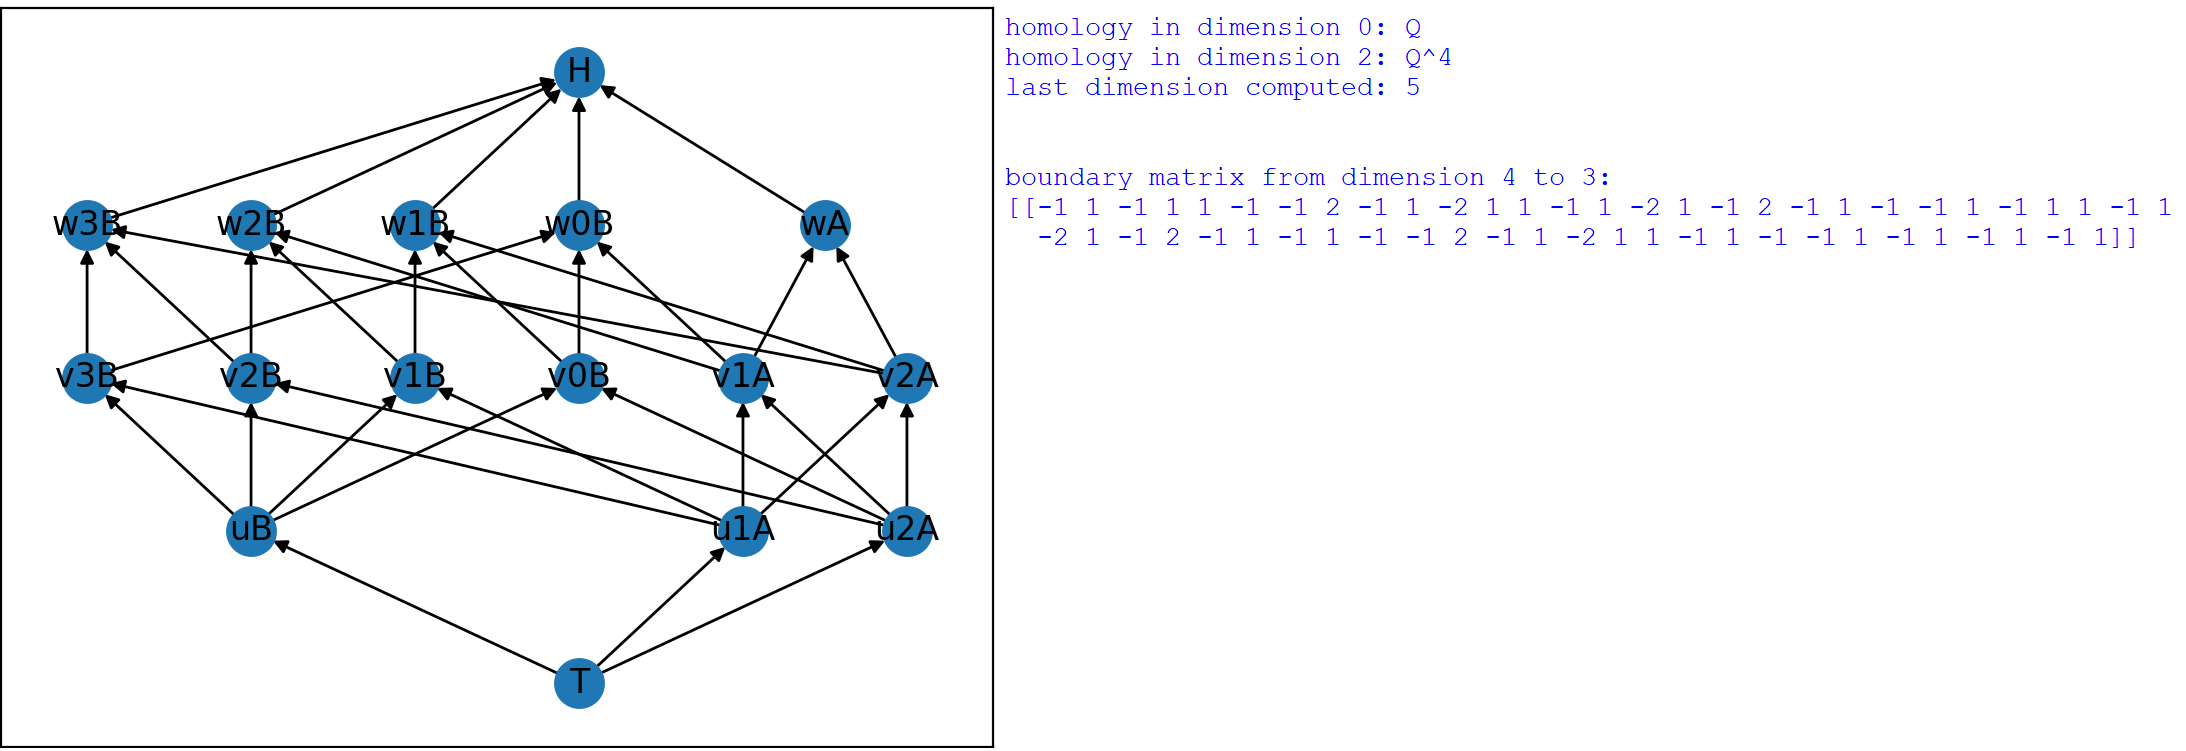 H
w3B w2B w1B w0B wA
v3B v2B v1B v0B v1A v2A
uB u1A u2A
T
homology in dimension 0: Q
homology in dimension 2: Q^4
last dimension computed: 5
boundary matrix from dimension 4 to 3:
[[-1 1 -1 1 1 -1 -1 2 -1 1 -2 1 1 -1 1 -2 1 -1 2 -1 1 -1 -1 1 -1 1 1 -1 1
-2 1 -1 2 -1 1 -1 1 -1 -1 2 -1 1 -2 1 1 -1 1 -1 -1 1 -1 1 -1 1 -1 1]]